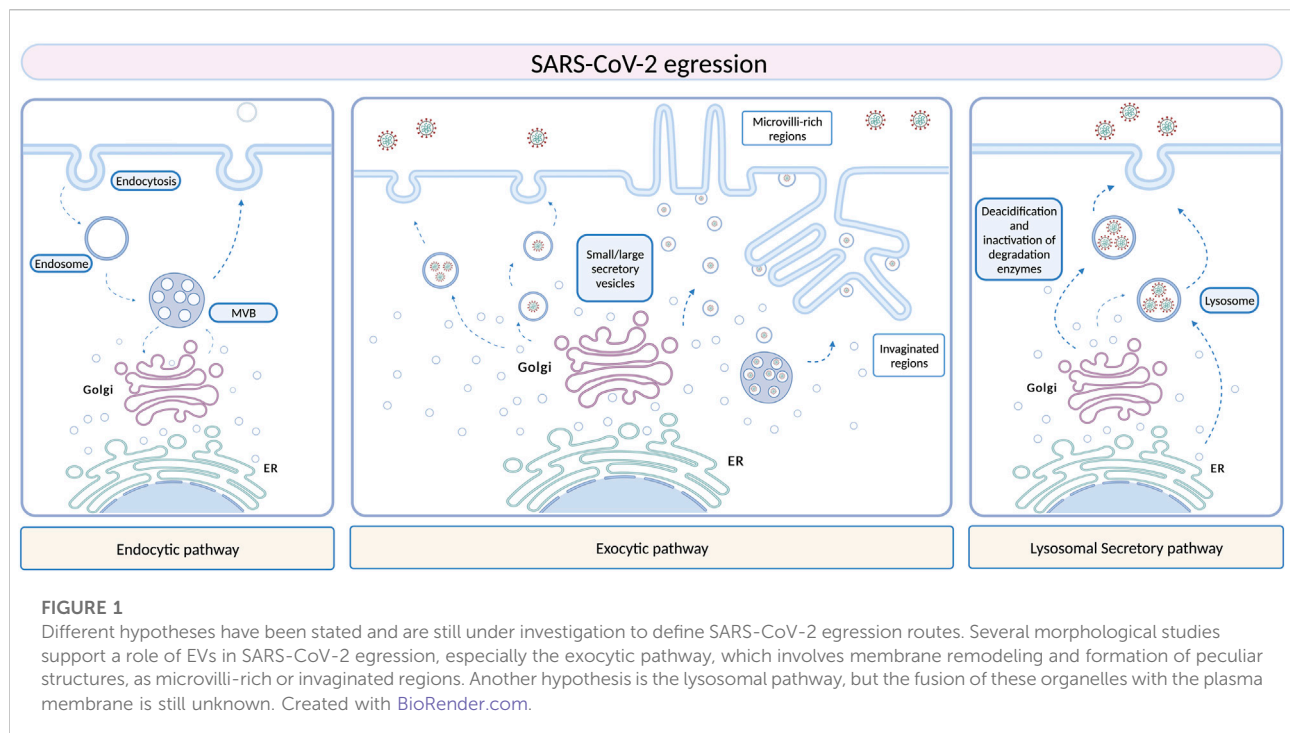 SARS-CoV-2 egression
Endocytosis
Endosome
MVB
Golgi
ER
Endocytic pathway
Microvilli-rich
regions
Small/large
secretory
vesicles
Golgi
Invaginated
regions
ER
Exocytic pathway
Deacidification
and
inactivation of
degradation
enzymes
Lysosome
Golgi
ER
Lysosomal Secretory pathway
FIGURE 1
Different hypotheses have been stated and are still under investigation to define SARS-CoV-2 egression routes. Several morphological studies
support a role of EVs in SARS-CoV-2 egression, especially the exocytic pathway, which involves membrane remodeling and formation of peculiar
structures, as microvilli-rich or invaginated regions. Another hypothesis is the lysosomal pathway, but the fusion of these organelles with the plasma
membrane is still unknown. Created with BioRender.com.